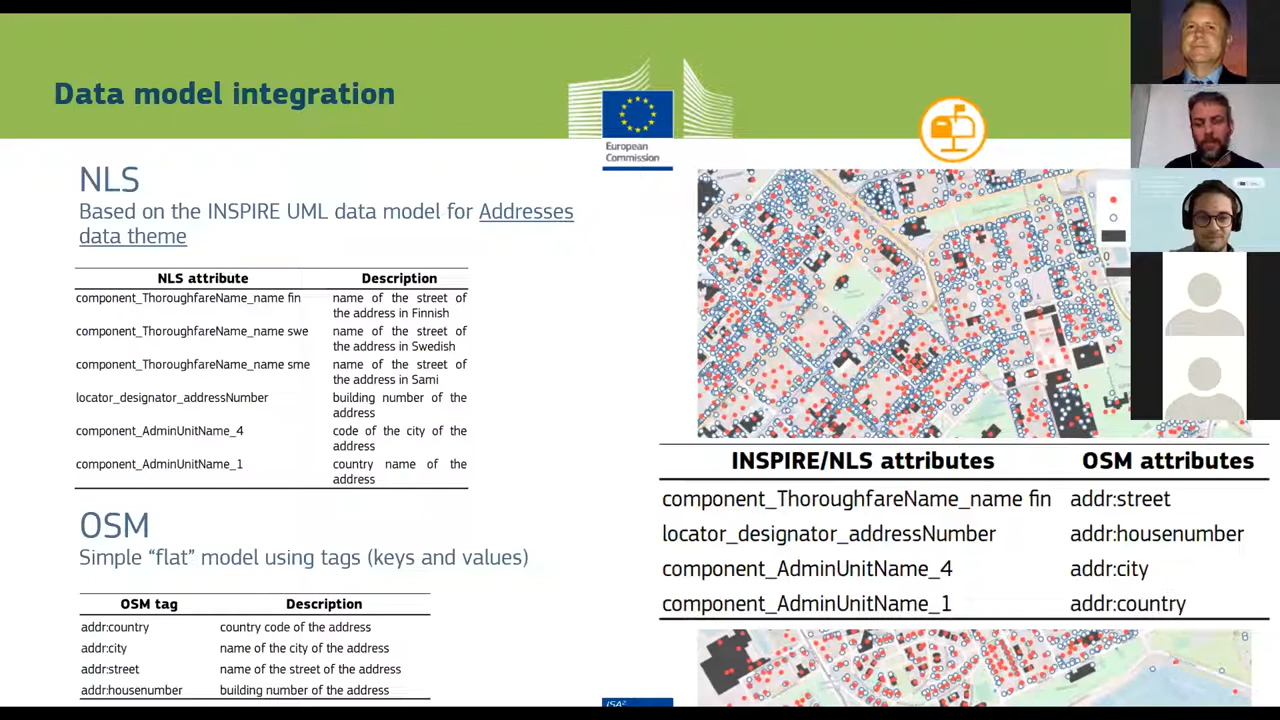 Data model integration
European
Commission
NLS
Based on the INSPIRE UML data model for Addresses
data theme
NLS attribute Description
component_ThoroughfareName_name fin name of the street of
the address in Finnish
component_ThoroughfareName_name swe name of the street of
the address in Swedish
component_ThoroughfareName_name sme name of the street of
the address in Sami
locator_designator_addressNumber building number of the
address
component_AdminUnitName_4 code of the city of the
address
component_AdminUnitName_1 country name of the
address
OSM
Simple “flat” model using tags (keys and values)
OSM tag Description
addr:country country code of the address
addr:city name of the city of the address
addr:street name of the street of the address
addr:housenumber building number of the address
INSPIRE/NLS attributes OSM attributes
component_ThoroughfareName_name fin addr:street
locator_designator_addressNumber addr:housenumber
component_AdminUnitName_4 addr:city
component_AdminUnitName_1 addr:country
ISA²